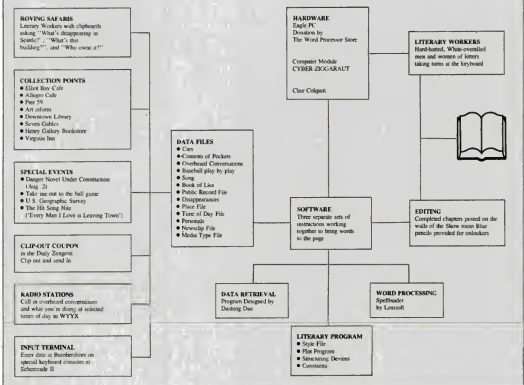 ROVING SAFARIS
Literary Workers with clipboards
asking "What's disappearing in
Seattle?", "What's this
building?", and "Who owns it?"
COLLECTION POINTS
● Elliot Bay Cafe
● Allegro Cafe
● Pier 59
● Art inform
● Downtown Library
● Seven Gables
● Henry Gallery Bookstore
● Virginia Inn
SPECIAL EVENTS
● Danger Novel Under Construction
(Aug 2)
● Take me out to the ball game
● U S Geographic Survey
● The Hit Song Nite
('Every Man I Love is Leaving Town')
CLIP-OUT COUPON
in the Daily Zeitgeist
Clip out and send in
RADIO STATIONS
Call in overheard conversations
and what you're doing at selected
times of day to WYYX
INPUT TERMINAL
Enter data at Bumbershoot on
special keyboard consoles at
Scherezade II
DATA FILES
● Cars
● Contents of Pockets
● Overheard Conversations
● Baseball play by play
● Song
● Book of Lies
● Public Record File
● Disappearances
● Place File
● Time of Day File
● Personals
● Newsclip File
● Media Type File
HARDWARE
Eagle PC
Donation by
The Word Processor Store
Computer Module
CYBER-ZIGGARAUT
Clair Colquitt
SOFTWARE
Three separate sets of
instructions working
together to bring words
to the page
DATA RETRIEVAL
Program Designed by
Dashing Dan
WORD PROCESSING
Spellbinder
by Lexisoft
LITERARY PROGRAM
● Style File
● Plot Program
● Structuring Devices
● Constraints
LITERARY WORKERS
Hard-hatted, White-overalled
men and women of letters
taking turns at the keyboard
EDITING
Completed chapters posted on the
walls of the Show room Blue
pencils provided for onlookers